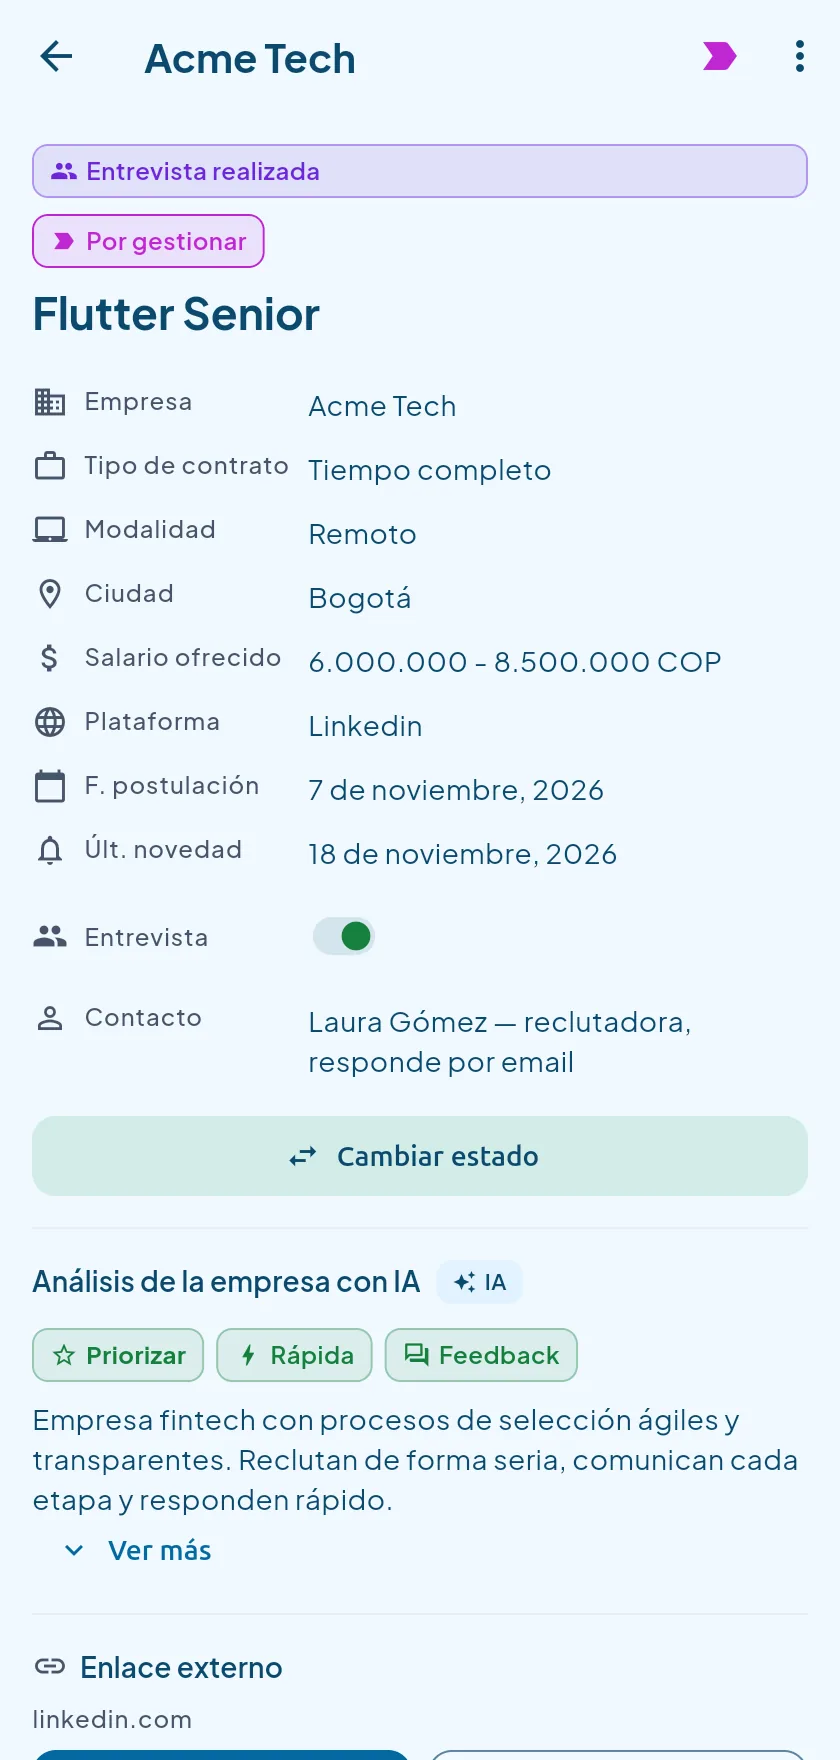 Acme Tech
Entrevista realizada
Por gestionar
Flutter Senior
Empresa
Acme Tech
Tipo de contrato
Tiempo completo
Modalidad
Remoto
Ciudad
Bogotá
Salario ofrecido
6.000.000 - 8.500.000 COP
Plataforma
Linkedin
F. postulación
7 de noviembre, 2026
Últ. novedad
18 de noviembre, 2026
Entrevista
Contacto
Laura Gómez — reclutadora,
responde por email
Cambiar estado
Análisis de la empresa con IA
IA
Priorizar
Rápida
Feedback
Empresa fintech con procesos de selección ágiles y
transparentes. Reclutan de forma seria, comunican cada
etapa y responden rápido.
Ver más
Enlace externo
linkedin.com